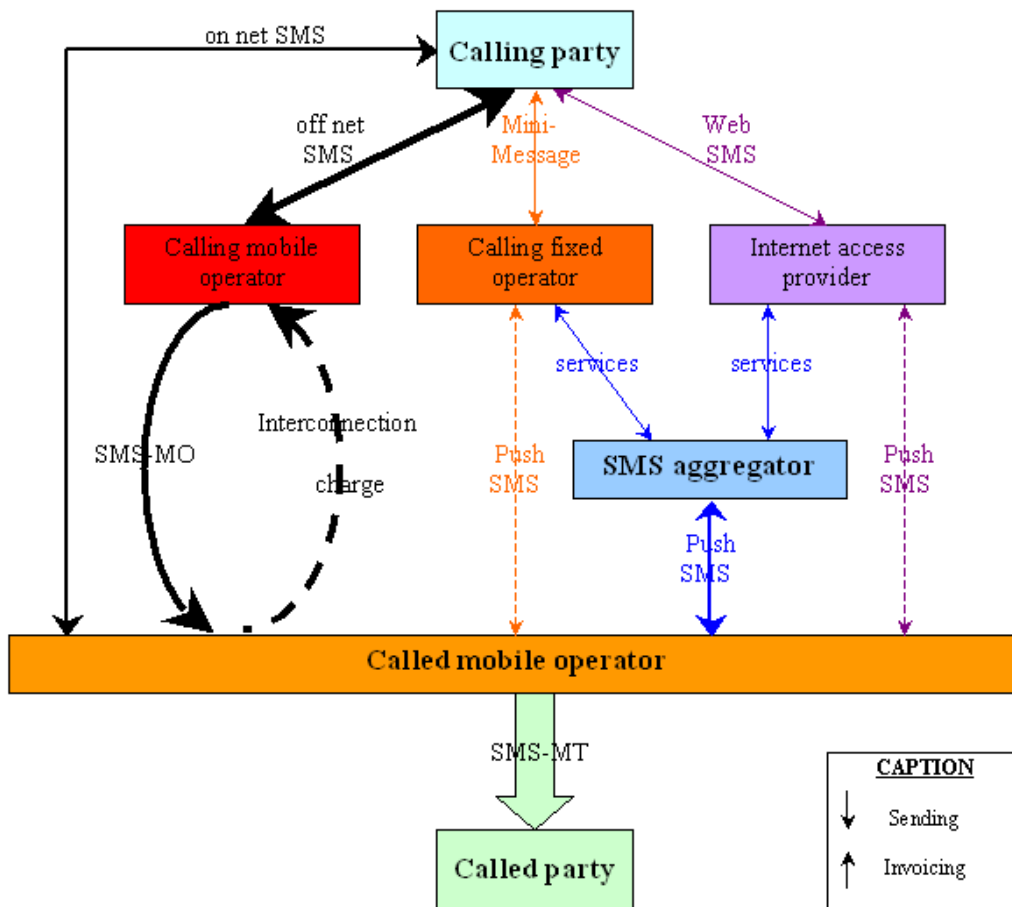 on net SMS
Calling party
off net
SMS
Mini-
Message
Web
SMS
Calling mobile
operator
Calling fixed
operator
Internet access
provider
services
services
Interconnection
charge
SMS-MO
Push
SMS
SMS aggregator
Push
SMS
Push
SMS
Called mobile operator
SMS-MT
Called party
CAPTION
Sending
Invoicing